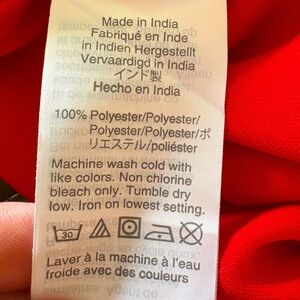 Made in India
Fabriqué en Inde
in Indien Hergestellt
Vervaardigd in India
インド製
Hecho en India
100% Polyester/Polyester/
Polyester/Polyester/ポ
リエステル/poliéster
Machine wash cold with
like colors. Non chlorine
bleach only. Tumble dry
low. Iron on lowest setting.
30
Laver à la machine à l'eau
froide avec des couleurs